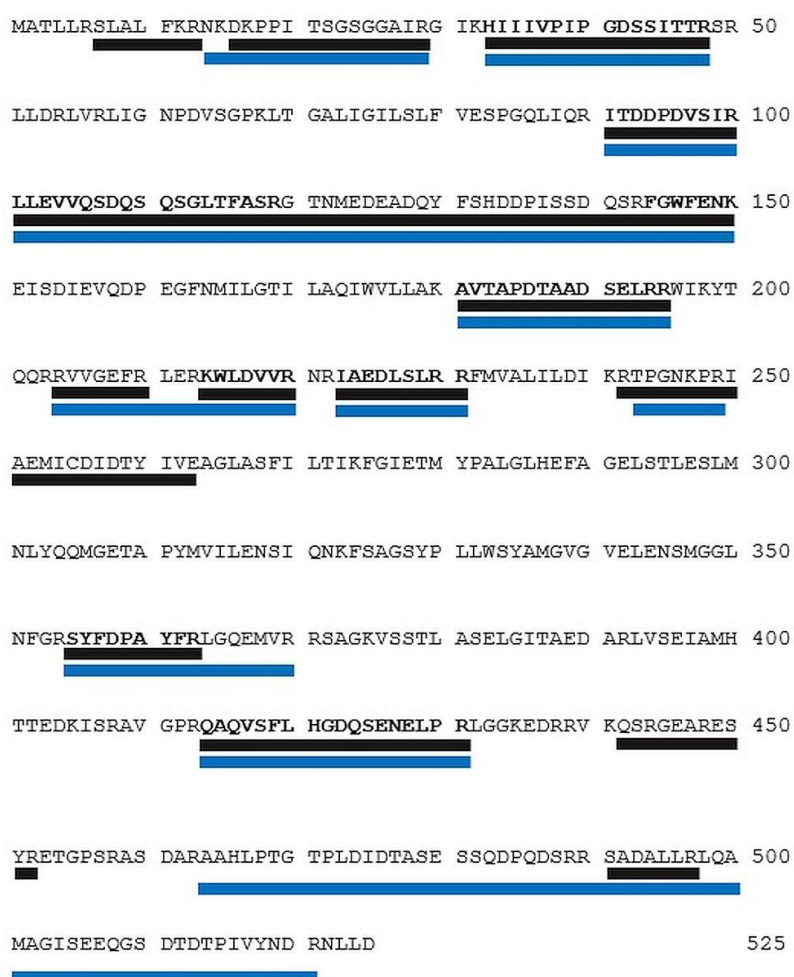 MATLLRSLAL FKRNKDKPPI TSGSGGAIRG IKHIIIVPIP GDSSITTRSR 50
LLDRLVRLIG NPDVSGPKLT GALIGILSLF VESPGQLIQR ITDDPDVSIR 100
LLEVVQSDQS QSGLTFASRG TNMEDEADQY FSHDDPISSD QSRFGWFENK 150
EISDIEVQDP EGFNMILGTI LAQIWVLLAK AVTAPDTAAD SELRRWIKYT 200
QQRRVVGEFR LERKWLDVVR NRIAEDLSLR RFMVALILDI KRTPGNKPRI 250
AEMICDIDTY IVEAGLASFI LTIKFGIETM YPALGLHEFA GELSTLESLM 300
NLYQQMGETA PYMVILENSI QNKFSAGSYP LLWSYAMGVG VELENSMGGL 350
NFGRSYFDPA YFRLGQEMVR RSAGKVSSTL ASELGITAED ARLVSEIAMH 400
TTEDKISRAV GPRQAQVSFL HGDQSENELP RLGGKEDRRV KQSRGEARES 450
YRETGPSRAS DARAAHLPTG TPLDIDTASE SSQDPQDSRR SADALLRLQA 500
MAGISEEQGS DTDTPIVYND RNLLD 525